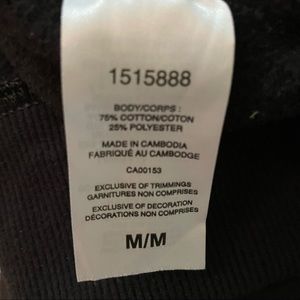 1515888
BODY/CORPS :
75% COTTON/COTON
25% POLYESTER
MADE IN CAMBODIA
FABRIQUÉ AU CAMBODGE
CA00153
EXCLUSIVE OF TRIMMINGS
GARNITURES NON COMPRISES
EXCLUSIVE OF DECORATION
DÉCORATIONS NON COMPRISES
M/M